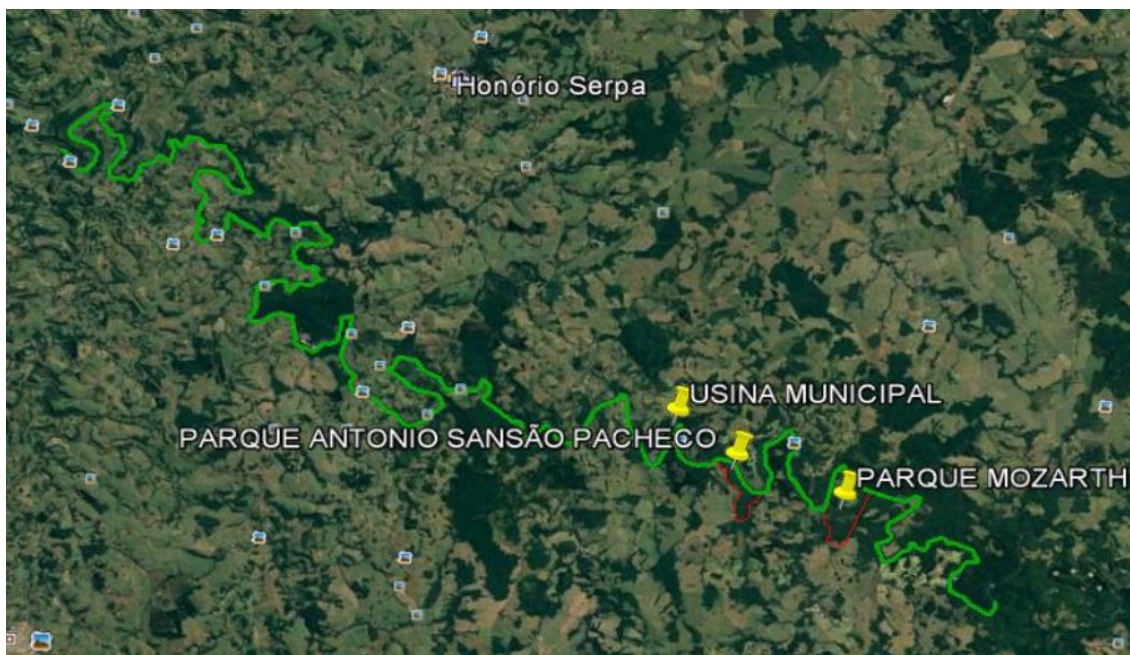 Honório Serpa
USINA MUNICIPAL
PARQUE ANTONIO SANSÃO PACHECO
PARQUE MOZARTH